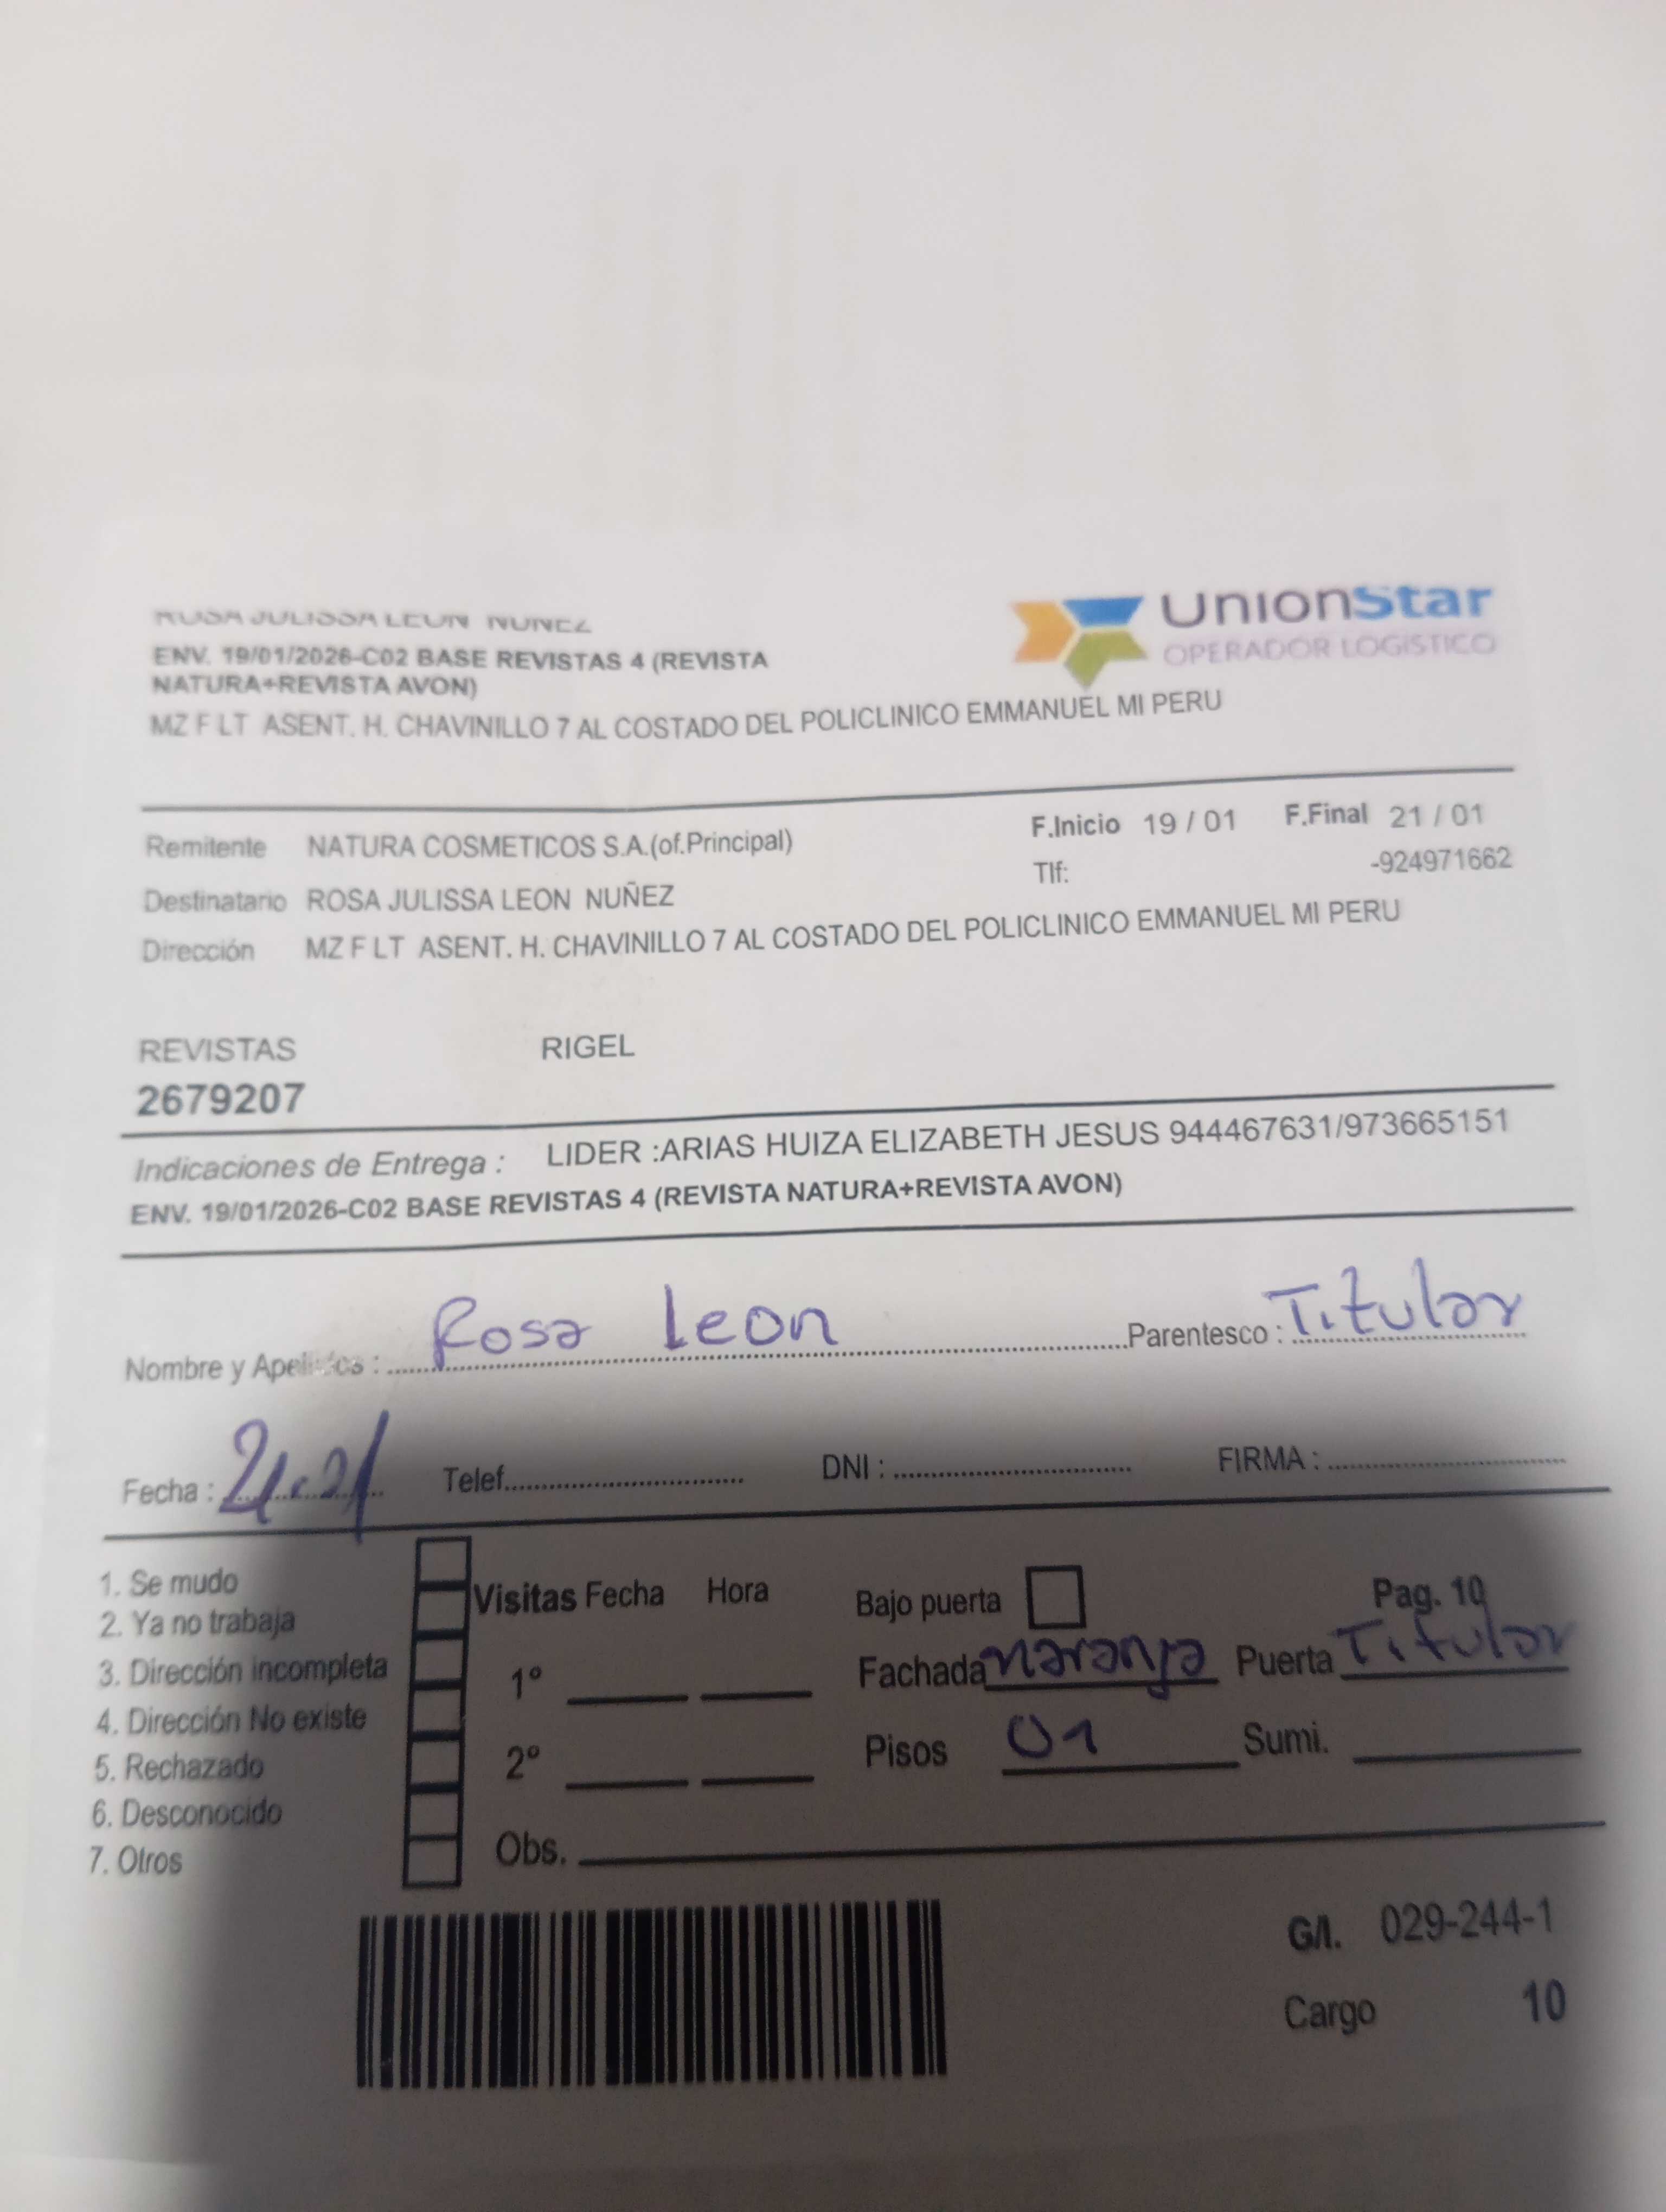 ROSA JULISSA LEON NUÑEZ
UnionStar
OPERADOR LOGISTICO
ENV. 19/01/2026-C02 BASE REVISTAS 4 (REVISTA
NATURA+REVISTA AVON)
MZ F LT ASENT. H. CHAVINILLO 7 AL COSTADO DEL POLICLINICO EMMANUEL MI PERU
Remitente NATURA COSMETICOS S.A.(of.Principal) F.Inicio 19 / 01 F.Final 21 / 01
Tlf: -924971662
Destinatario ROSA JULISSA LEON NUÑEZ
Dirección MZ F LT ASENT. H. CHAVINILLO 7 AL COSTADO DEL POLICLINICO EMMANUEL MI PERU
REVISTAS RIGEL
2679207
Indicaciones de Entrega : LIDER :ARIAS HUIZA ELIZABETH JESUS 944467631/973665151
ENV. 19/01/2026-C02 BASE REVISTAS 4 (REVISTA NATURA+REVISTA AVON)
Nombre y Apellidos : Rosa Leon Parentesco : Titular
Fecha : Telef. DNI : FIRMA :
1. Se mudo
2. Ya no trabaja
3. Dirección incompleta
4. Dirección No existe
5. Rechazado
6. Desconocido
7. Otros
Visitas Fecha Hora
1º
2º
Obs.
Bajo puerta Pag. 10
Fachada naranja Puerta Titular
Pisos 01 Sumi.
G/I. 029-244-1
Cargo 10